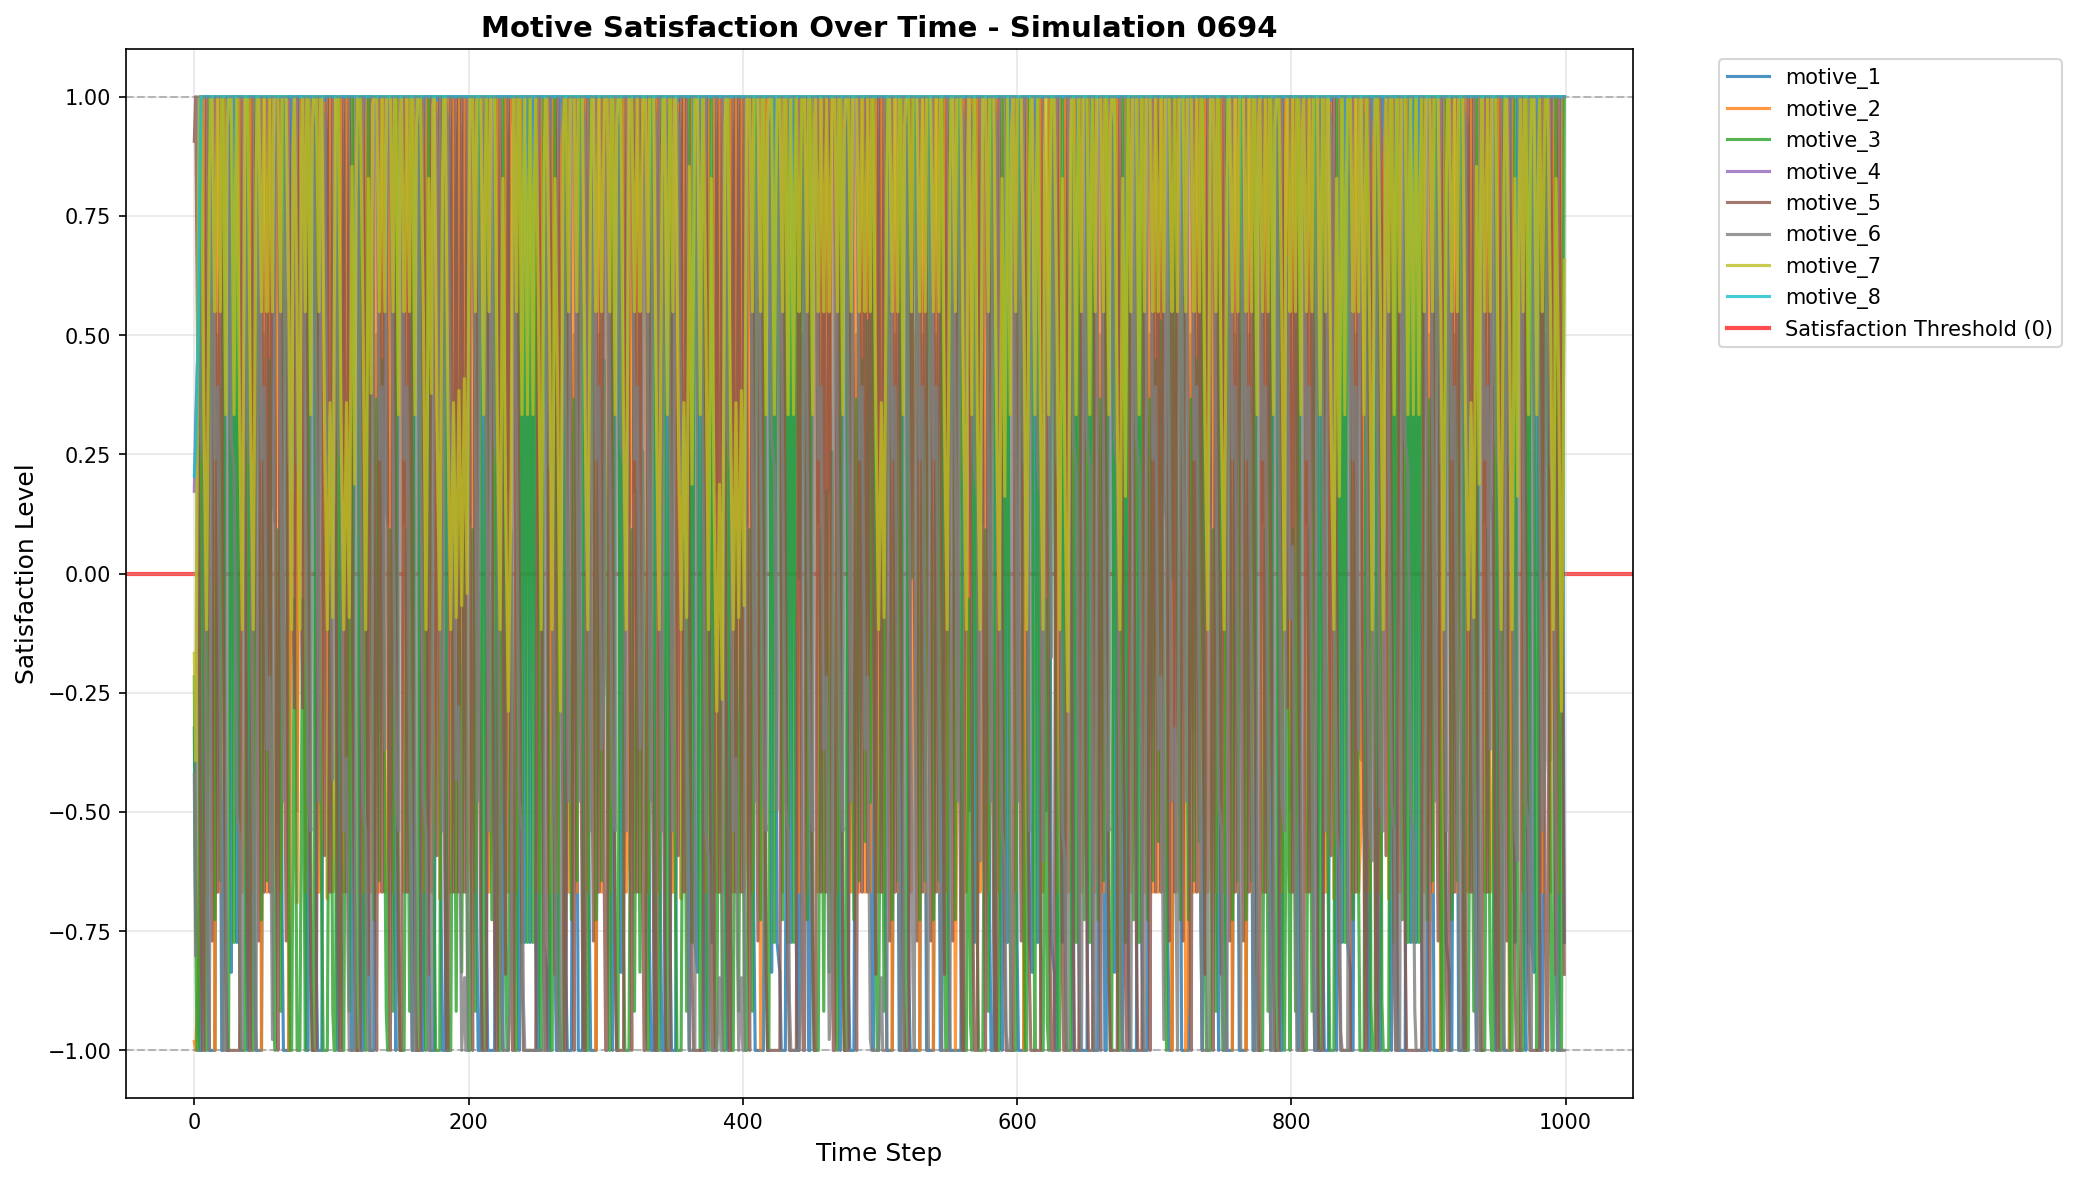 Motive Satisfaction Over Time - Simulation 0694
1.00
0.75
0.50
0.25
0.00
−0.25
−0.50
−0.75
−1.00
Satisfaction Level
0
200
400
600
800
1000
Time Step
motive_1
motive_2
motive_3
motive_4
motive_5
motive_6
motive_7
motive_8
Satisfaction Threshold (0)